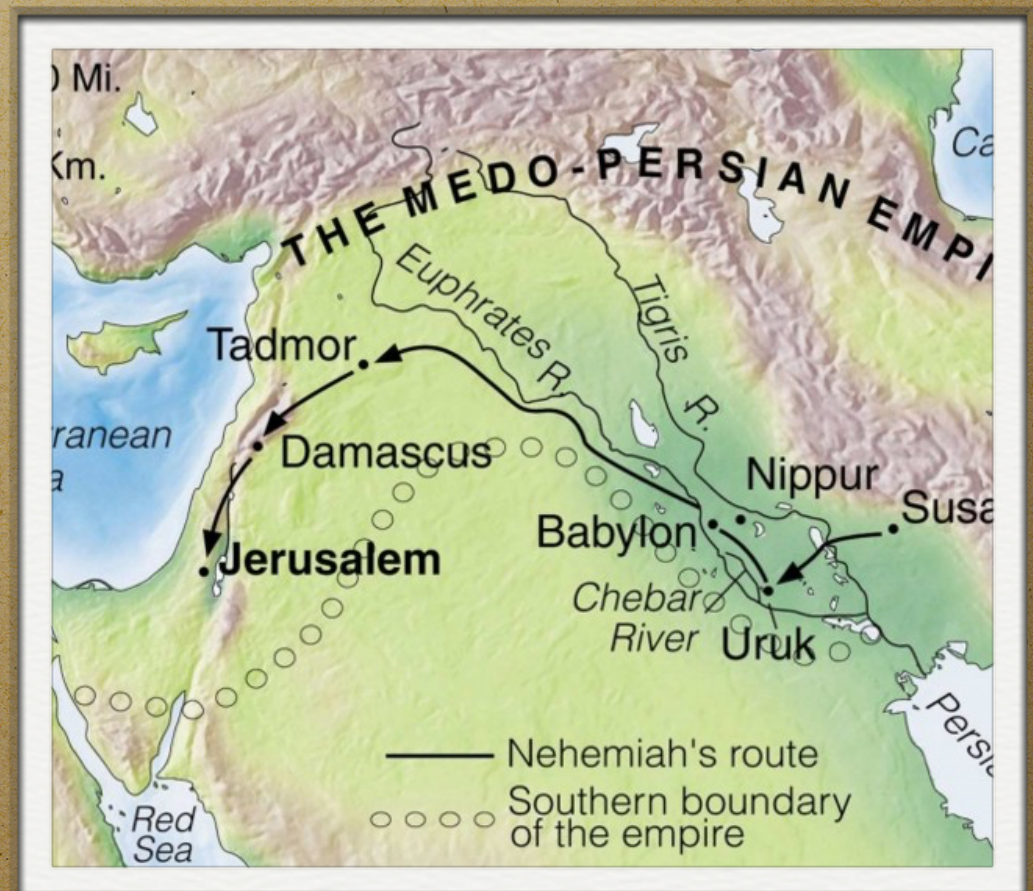 ) Mi.
Km.
Ca
THE MEDO-PERSIAN EMPI
Euphrates R.
Tigris R.
Tadmor
ranean
a
Damascus
Nippur
Susa
Babylon
Jerusalem
Chebar
River
Uruk
Persi
Nehemiah's route
Southern boundary
of the empire
Red
Sea